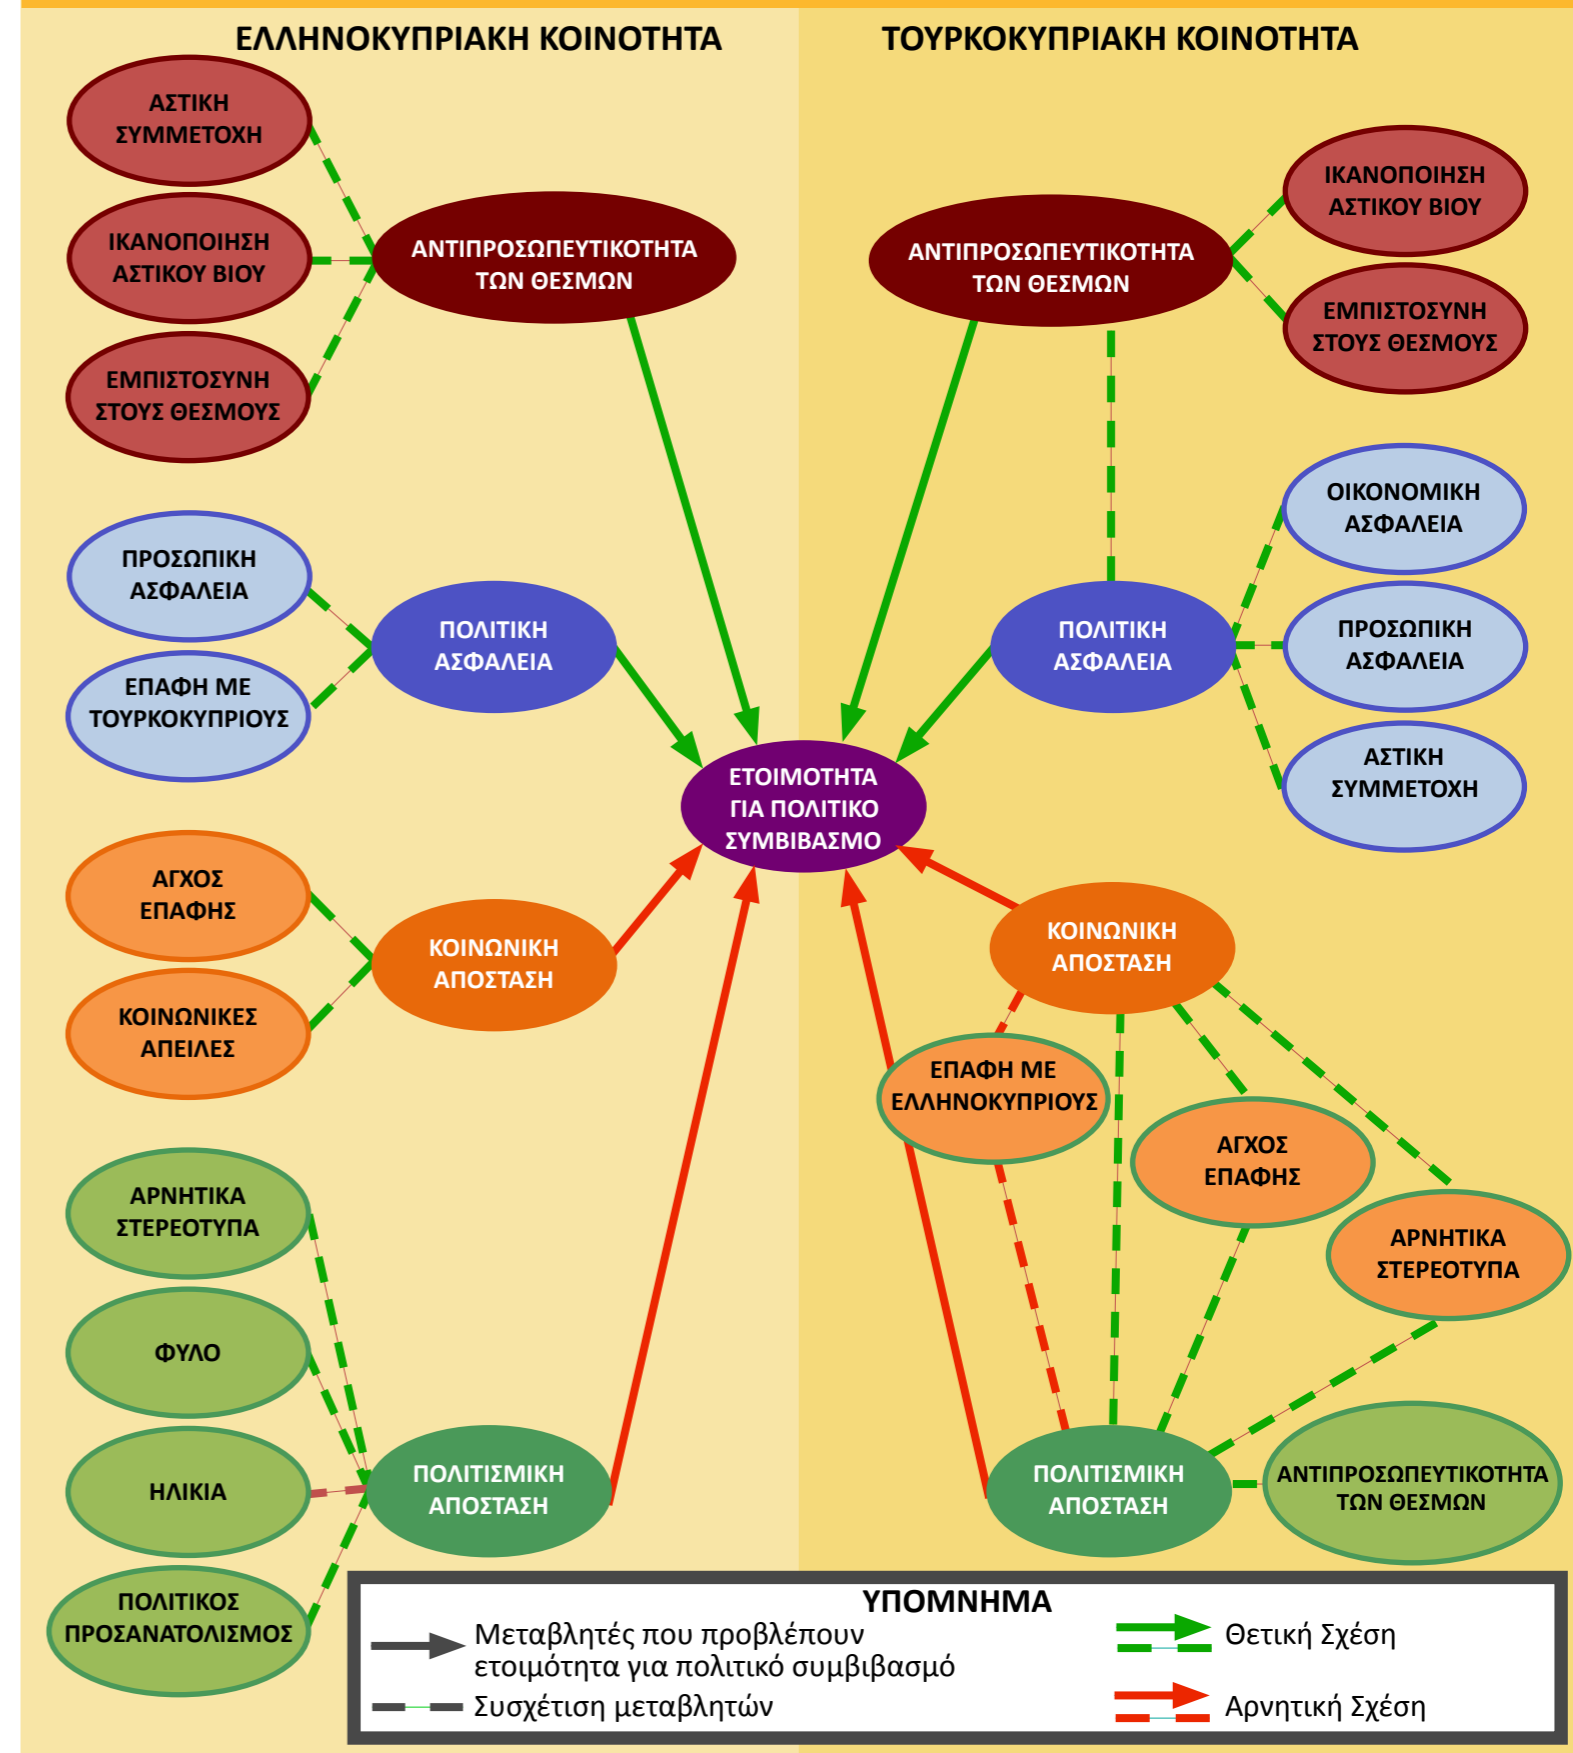 ΕΛΛΗΝΟΚΥΠΡΙΑΚΗ ΚΟΙΝΟΤΗΤΑ
ΑΣΤΙΚΗ
ΣΥΜΜΕΤΟΧΗ
ΙΚΑΝΟΠΟΙΗΣΗ
ΑΣΤΙΚΟΥ ΒΙΟΥ
ΕΜΠΙΣΤΟΣΥΝΗ
ΣΤΟΥΣ ΘΕΣΜΟΥΣ
ΑΝΤΙΠΡΟΣΩΠΕΥΤΙΚΟΤΗΤΑ
ΤΩΝ ΘΕΣΜΩΝ
ΠΡΟΣΩΠΙΚΗ
ΑΣΦΑΛΕΙΑ
ΕΠΑΦΗ ΜΕ
ΤΟΥΡΚΟΚΥΠΡΙΟΥΣ
ΠΟΛΙΤΙΚΗ
ΑΣΦΑΛΕΙΑ
ΑΓΧΟΣ
ΕΠΑΦΗΣ
ΚΟΙΝΩΝΙΚΕΣ
ΑΠΕΙΛΕΣ
ΚΟΙΝΩΝΙΚΗ
ΑΠΟΣΤΑΣΗ
ΑΡΝΗΤΙΚΑ
ΣΤΕΡΕΟΤΥΠΑ
ΦΥΛΟ
ΗΛΙΚΙΑ
ΠΟΛΙΤΙΚΟΣ
ΠΡΟΣΑΝΑΤΟΛΙΣΜΟΣ
ΠΟΛΙΤΙΣΜΙΚΗ
ΑΠΟΣΤΑΣΗ
ΕΤΟΙΜΟΤΗΤΑ
ΓΙΑ ΠΟΛΙΤΙΚΟ
ΣΥΜΒΙΒΑΣΜΟ
ΤΟΥΡΚΟΚΥΠΡΙΑΚΗ ΚΟΙΝΟΤΗΤΑ
ΑΝΤΙΠΡΟΣΩΠΕΥΤΙΚΟΤΗΤΑ
ΤΩΝ ΘΕΣΜΩΝ
ΙΚΑΝΟΠΟΙΗΣΗ
ΑΣΤΙΚΟΥ ΒΙΟΥ
ΕΜΠΙΣΤΟΣΥΝΗ
ΣΤΟΥΣ ΘΕΣΜΟΥΣ
ΠΟΛΙΤΙΚΗ
ΑΣΦΑΛΕΙΑ
ΟΙΚΟΝΟΜΙΚΗ
ΑΣΦΑΛΕΙΑ
ΠΡΟΣΩΠΙΚΗ
ΑΣΦΑΛΕΙΑ
ΑΣΤΙΚΗ
ΣΥΜΜΕΤΟΧΗ
ΚΟΙΝΩΝΙΚΗ
ΑΠΟΣΤΑΣΗ
ΕΠΑΦΗ ΜΕ
ΕΛΛΗΝΟΚΥΠΡΙΟΥΣ
ΑΓΧΟΣ
ΕΠΑΦΗΣ
ΑΡΝΗΤΙΚΑ
ΣΤΕΡΕΟΤΥΠΑ
ΠΟΛΙΤΙΣΜΙΚΗ
ΑΠΟΣΤΑΣΗ
ΑΝΤΙΠΡΟΣΩΠΕΥΤΙΚΟΤΗΤΑ
ΤΩΝ ΘΕΣΜΩΝ
ΥΠΟΜΝΗΜΑ
Μεταβλητές που προβλέπουν
ετοιμότητα για πολιτικό συμβιβασμό
Συσχέτιση μεταβλητών
Θετική Σχέση
Αρνητική Σχέση